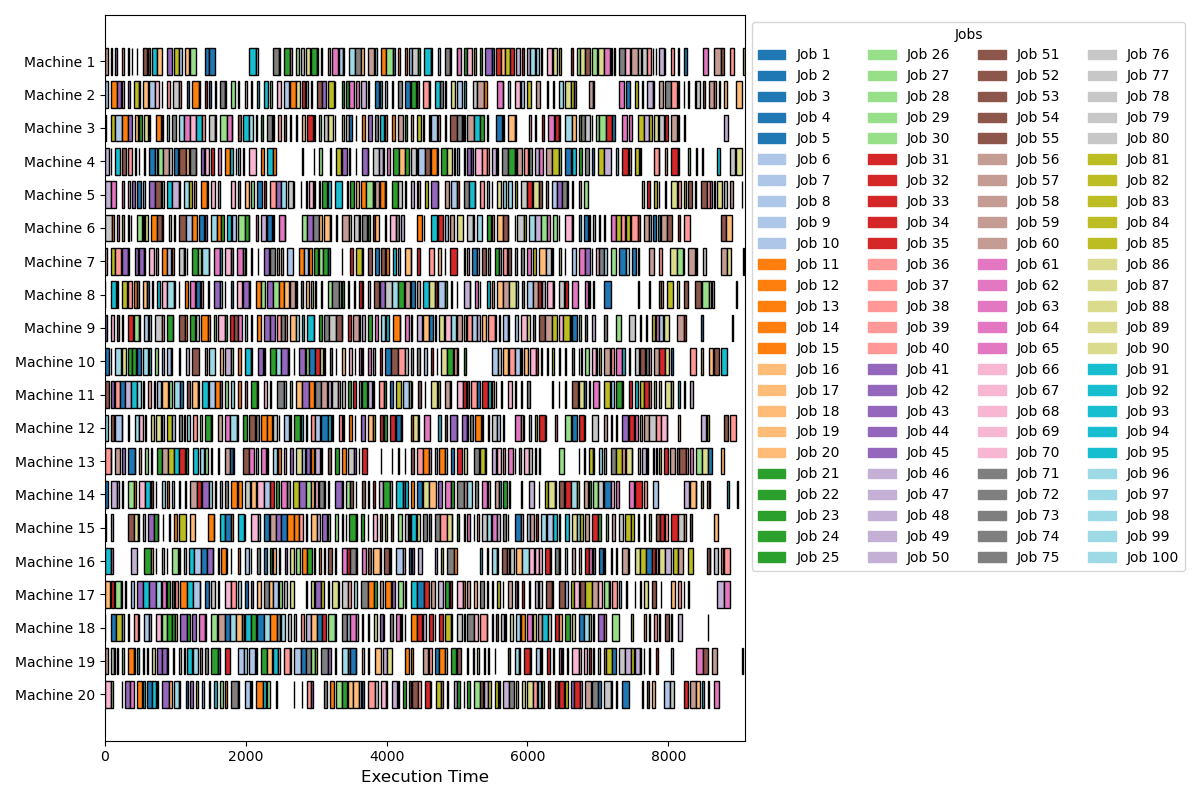 Machine 1
Machine 2
Machine 3
Machine 4
Machine 5
Machine 6
Machine 7
Machine 8
Machine 9
Machine 10
Machine 11
Machine 12
Machine 13
Machine 14
Machine 15
Machine 16
Machine 17
Machine 18
Machine 19
Machine 20
0 2000 4000 6000 8000
Execution Time
Jobs
Job 1 Job 26 Job 51 Job 76
Job 2 Job 27 Job 52 Job 77
Job 3 Job 28 Job 53 Job 78
Job 4 Job 29 Job 54 Job 79
Job 5 Job 30 Job 55 Job 80
Job 6 Job 31 Job 56 Job 81
Job 7 Job 32 Job 57 Job 82
Job 8 Job 33 Job 58 Job 83
Job 9 Job 34 Job 59 Job 84
Job 10 Job 35 Job 60 Job 85
Job 11 Job 36 Job 61 Job 86
Job 12 Job 37 Job 62 Job 87
Job 13 Job 38 Job 63 Job 88
Job 14 Job 39 Job 64 Job 89
Job 15 Job 40 Job 65 Job 90
Job 16 Job 41 Job 66 Job 91
Job 17 Job 42 Job 67 Job 92
Job 18 Job 43 Job 68 Job 93
Job 19 Job 44 Job 69 Job 94
Job 20 Job 45 Job 70 Job 95
Job 21 Job 46 Job 71 Job 96
Job 22 Job 47 Job 72 Job 97
Job 23 Job 48 Job 73 Job 98
Job 24 Job 49 Job 74 Job 99
Job 25 Job 50 Job 75 Job 100